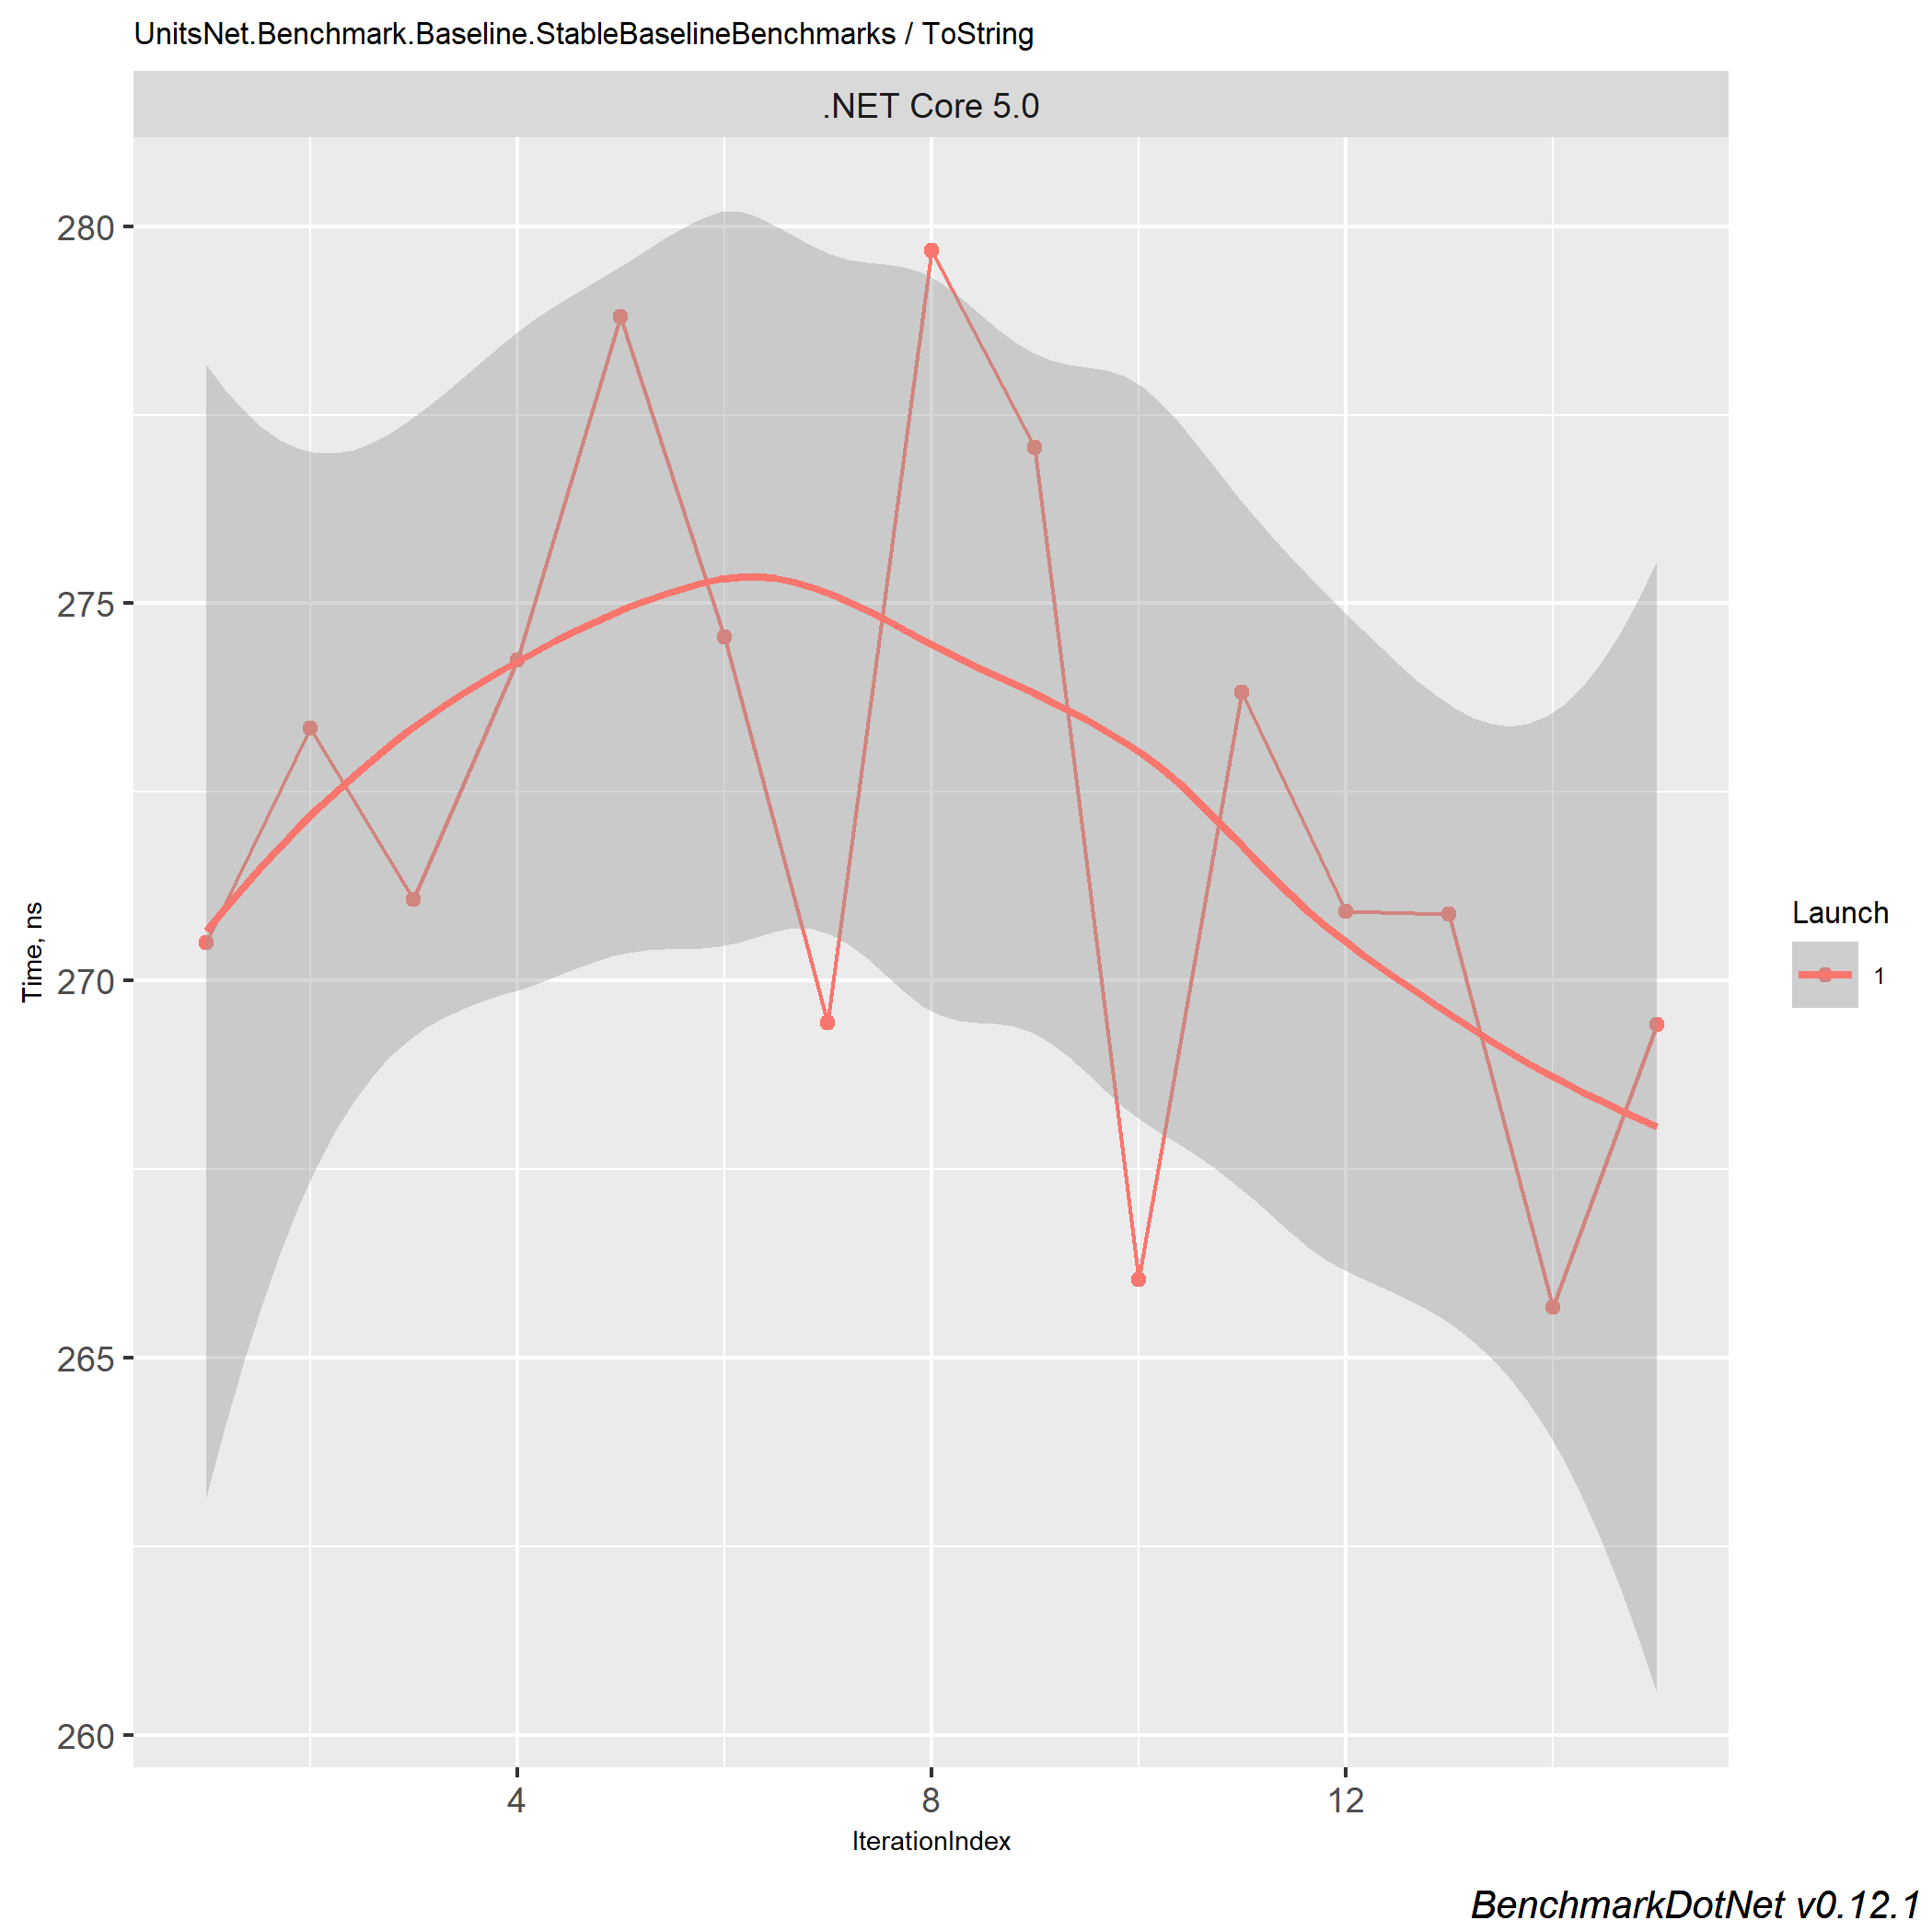 UnitsNet.Benchmark.Baseline.StableBaselineBenchmarks / ToString
.NET Core 5.0
280
275
270
265
260
Time, ns
4
8
12
IterationIndex
Launch
1
BenchmarkDotNet v0.12.1